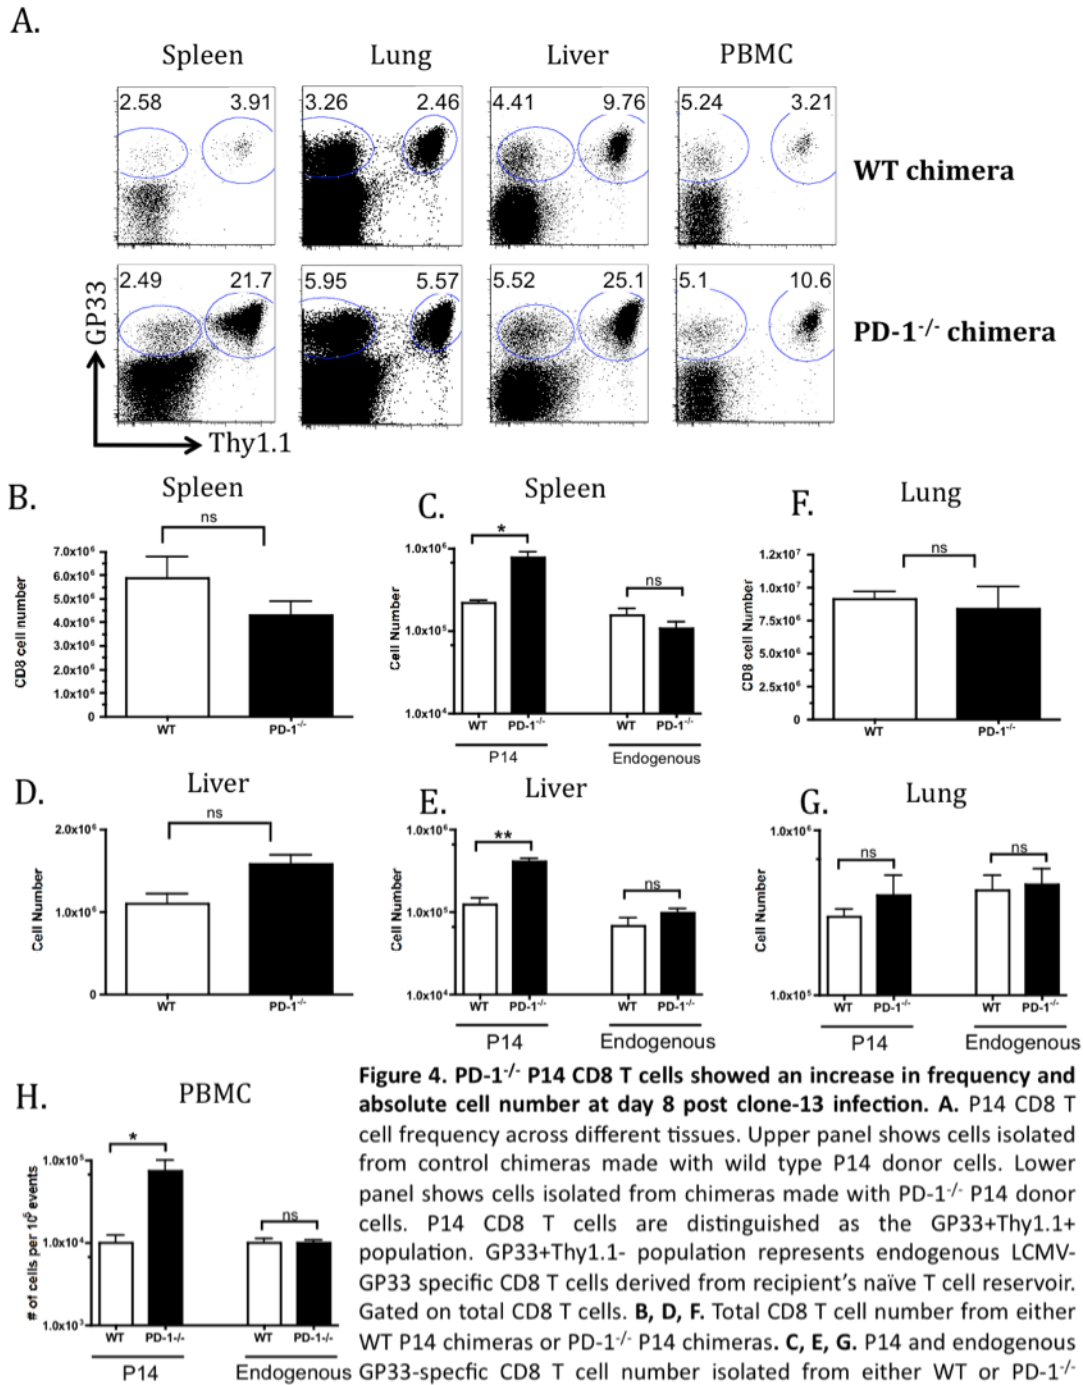 A.
Spleen Lung Liver PBMC
2.58 3.91 3.26 2.46 4.41 9.76 5.24 3.21
WT chimera
2.49 21.7 5.95 5.57 5.52 25.1 5.1 10.6
PD-1-/- chimera
GP33
Thy1.1
B.
Spleen
ns
CD8 cell number
7.0x10⁶
6.0x10⁶
5.0x10⁶
4.0x10⁶
3.0x10⁶
2.0x10⁶
1.0x10⁶
0
WT PD-1-/-
C.
Spleen
* ns
Cell Number
1.0x10⁶
1.0x10⁵
1.0x10⁴
WT PD-1-/- WT PD-1-/-
P14 Endogenous
F.
Lung
ns
CD8 cell Number
1.2x10⁷
9.0x10⁶
7.5x10⁶
5.0x10⁶
2.5x10⁶
0
WT PD-1-/-
D.
Liver
ns
Cell Number
2.0x10⁶
1.0x10⁶
0
WT PD-1-/-
E.
Liver
** ns
Cell Number
1.0x10⁶
1.0x10⁵
1.0x10⁴
WT PD-1-/- WT PD-1-/-
P14 Endogenous
G.
Lung
ns ns
Cell Number
1.0x10⁶
1.0x10⁵
WT PD-1-/- WT PD-1-/-
P14 Endogenous
H.
PBMC
* ns
# of cells per 10⁵ events
1.0x10⁵
1.0x10⁴
1.0x10³
WT PD-1-/- WT PD-1-/-
P14 Endogenous
Figure 4. PD-1-/- P14 CD8 T cells showed an increase in frequency and
absolute cell number at day 8 post clone-13 infection. A. P14 CD8 T
cell frequency across different tissues. Upper panel shows cells isolated
from control chimeras made with wild type P14 donor cells. Lower
panel shows cells isolated from chimeras made with PD-1-/- P14 donor
cells. P14 CD8 T cells are distinguished as the GP33+Thy1.1+
population. GP33+Thy1.1- population represents endogenous LCMV-
GP33 specific CD8 T cells derived from recipient's naïve T cell reservoir.
Gated on total CD8 T cells. B, D, F. Total CD8 T cell number from either
WT P14 chimeras or PD-1-/- P14 chimeras. C, E, G. P14 and endogenous
GP33-specfic CD8 T cell number isolated from either WT or PD-1-/-